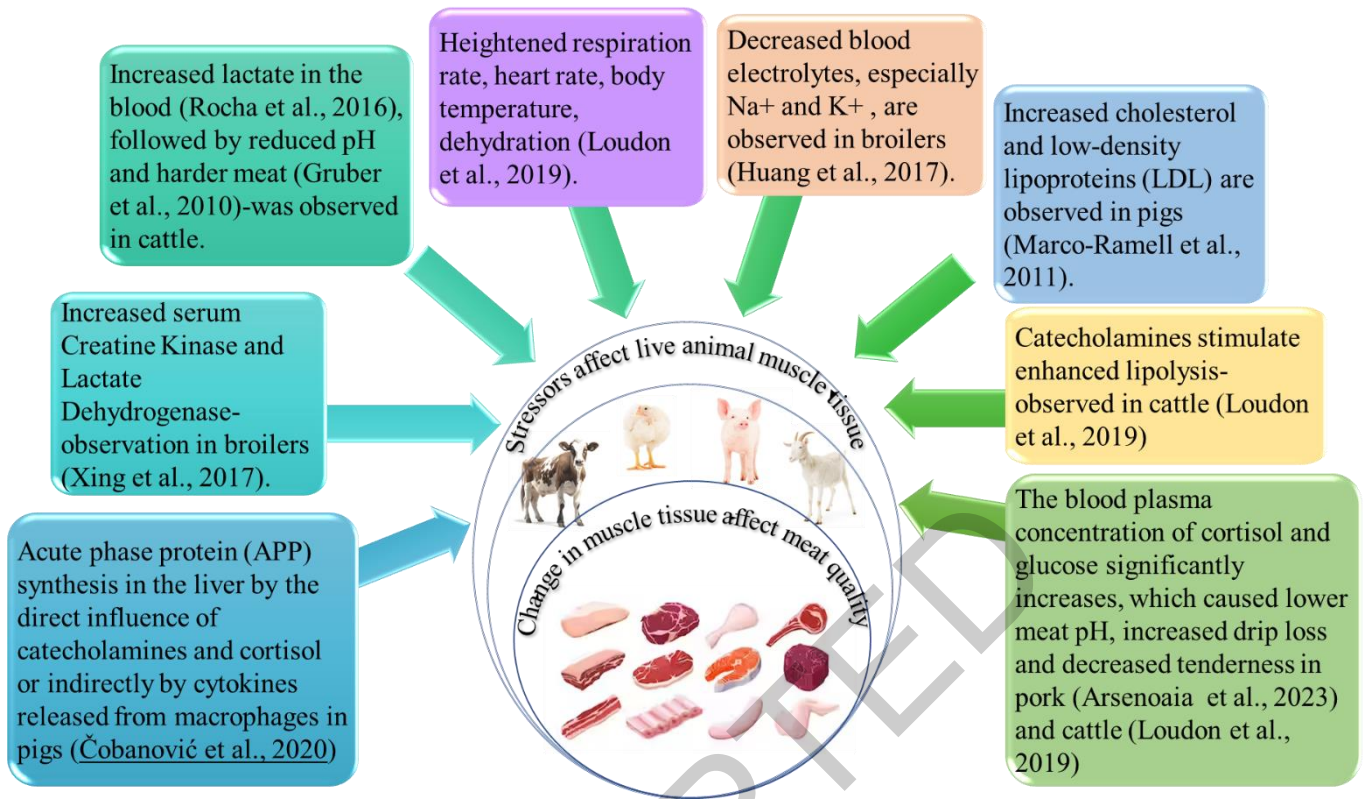 Increased lactate in the
blood (Rocha et al., 2016),
followed by reduced pH
and harder meat (Gruber
et al., 2010)-was observed
in cattle.
Heightened respiration
rate, heart rate, body
temperature,
dehydration (Loudon
et al., 2019).
Decreased blood
electrolytes, especially
Na+ and K+ , are
observed in broilers
(Huang et al., 2017).
Increased cholesterol
and low-density
lipoproteins (LDL) are
observed in pigs
(Marco-Ramell et al.,
2011).
Increased serum
Creatine Kinase and
Lactate
Dehydrogenase-
observation in broilers
(Xing et al., 2017).
Catecholamines stimulate
enhanced lipolysis-
observed in cattle (Loudon
et al., 2019)
Acute phase protein (APP)
synthesis in the liver by the
direct influence of
catecholamines and cortisol
or indirectly by cytokines
released from macrophages in
pigs (Čobanović et al., 2020)
The blood plasma
concentration of cortisol and
glucose significantly
increases, which caused lower
meat pH, increased drip loss
and decreased tenderness in
pork (Arsenoaia et al., 2023)
and cattle (Loudon et al.,
2019)
Stressors affect live animal muscle tissue
Change in muscle tissue affect meat quality
PTED